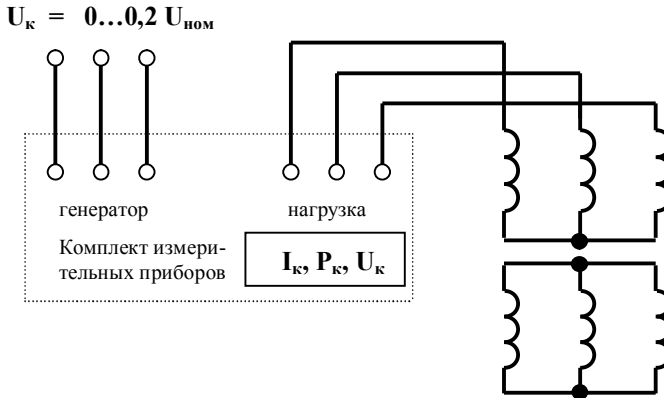 Uк = 0...0,2 Uном
генератор
нагрузка
Комплект измери-
тельных приборов
Iк, Pк, Uк